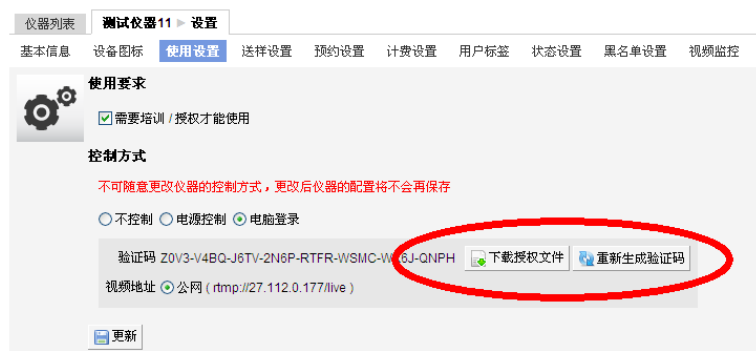 仪器列表 测试仪器11 ▷ 设置
基本信息 设备图标 使用设置 送样设置 预约设置 计费设置 用户标签 状态设置 黑名单设置 视频监控
使用要求
需要培训 / 授权才能使用
控制方式
不可随意更改仪器的控制方式，更改后仪器的配置将不会再保存
不控制 电源控制 电脑登录
验证码 Z0V3-V4BQ-J6TV-2N6P-RTFR-WSMC- 6J-QNPH 下载授权文件 重新生成验证码
视频地址 公网 ( rtmp://27.112.0.177/live )
更新